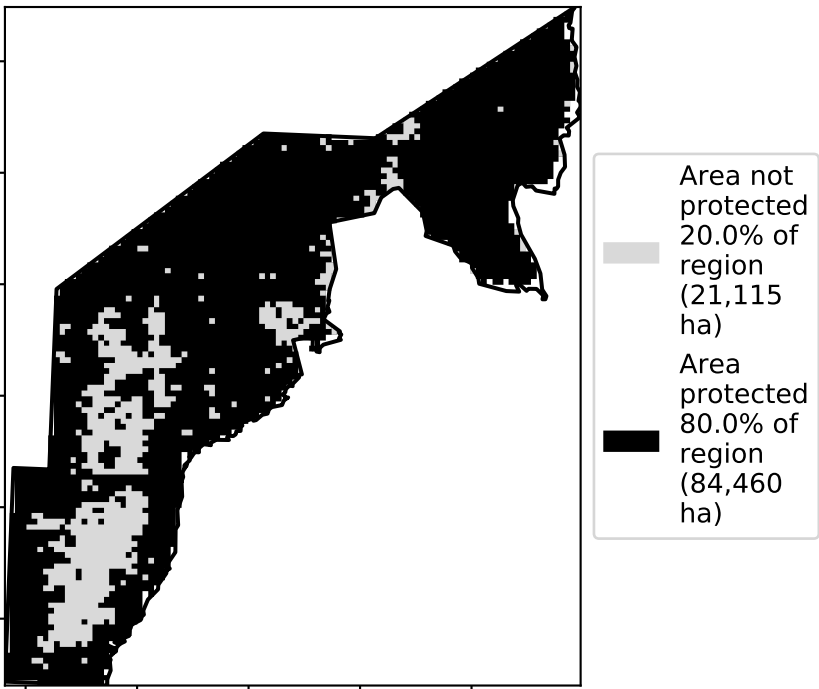 Area not
protected
20.0% of
region
(21,115
ha)
Area
protected
80.0% of
region
(84,460
ha)